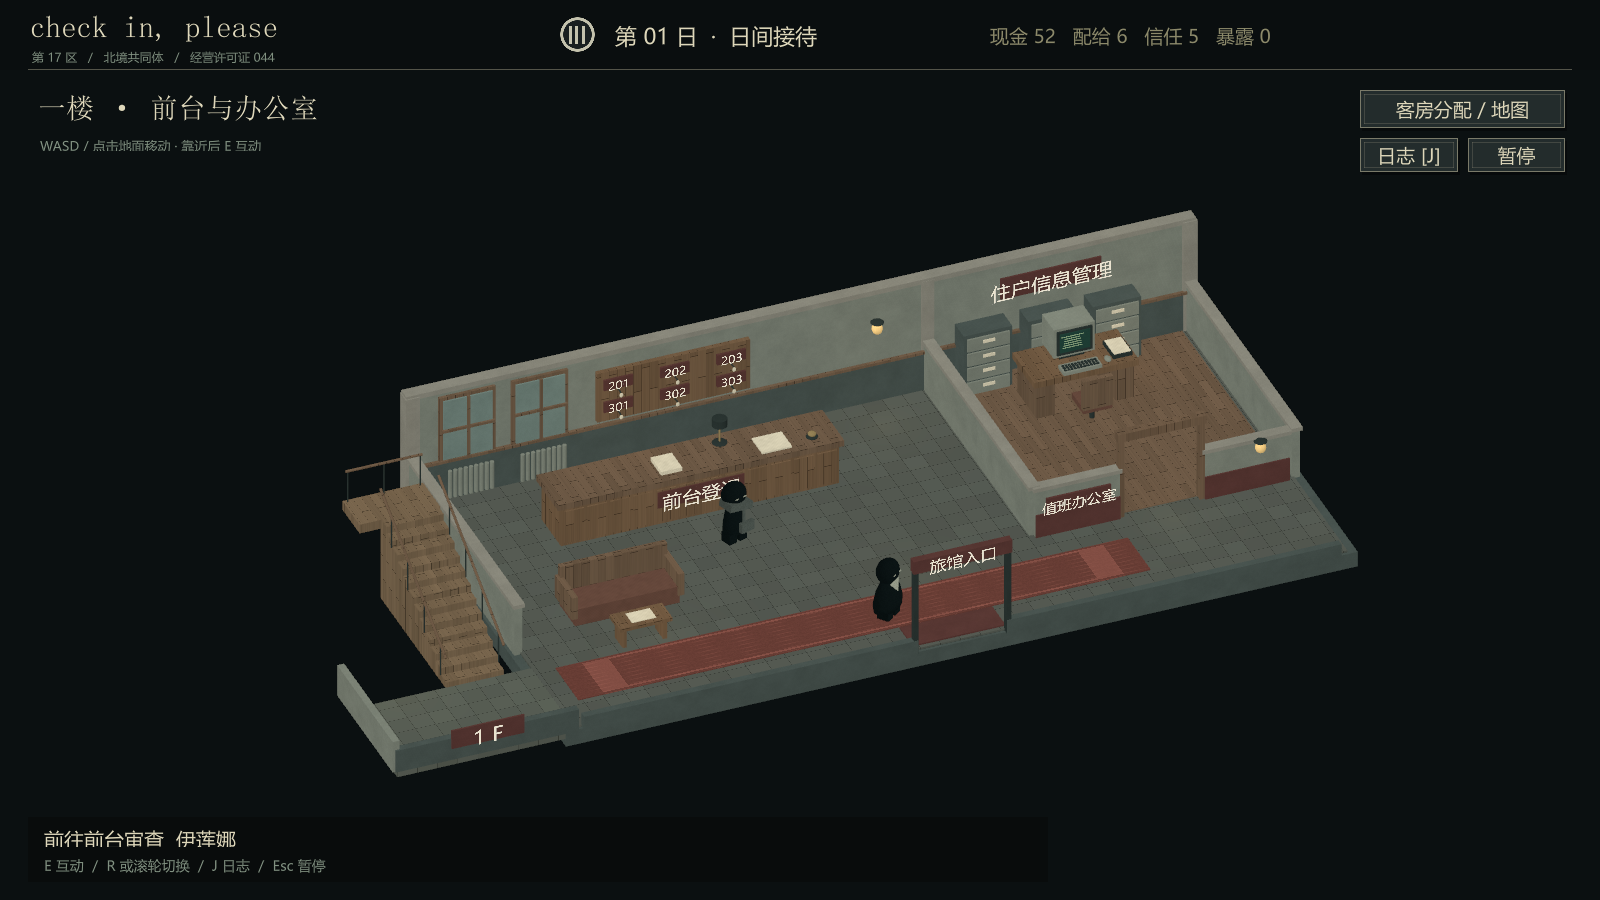 check in, please
第 17 区 / 北境共同体 / 经营许可证 044
第 01 日 · 日间接待
现金 52 配给 6 信任 5 暴露 0
一楼 · 前台与办公室
WASD / 点击地面移动 · 靠近后 E 互动
客房分配 / 地图
日志 [J]
暂停
住户信息管理
201 202 203
301 302 303
前台登
值班办公室
旅馆入口
1 F
前往前台审查 伊莲娜
E 互动 / R 或滚轮切换 / J 日志 / Esc 暂停